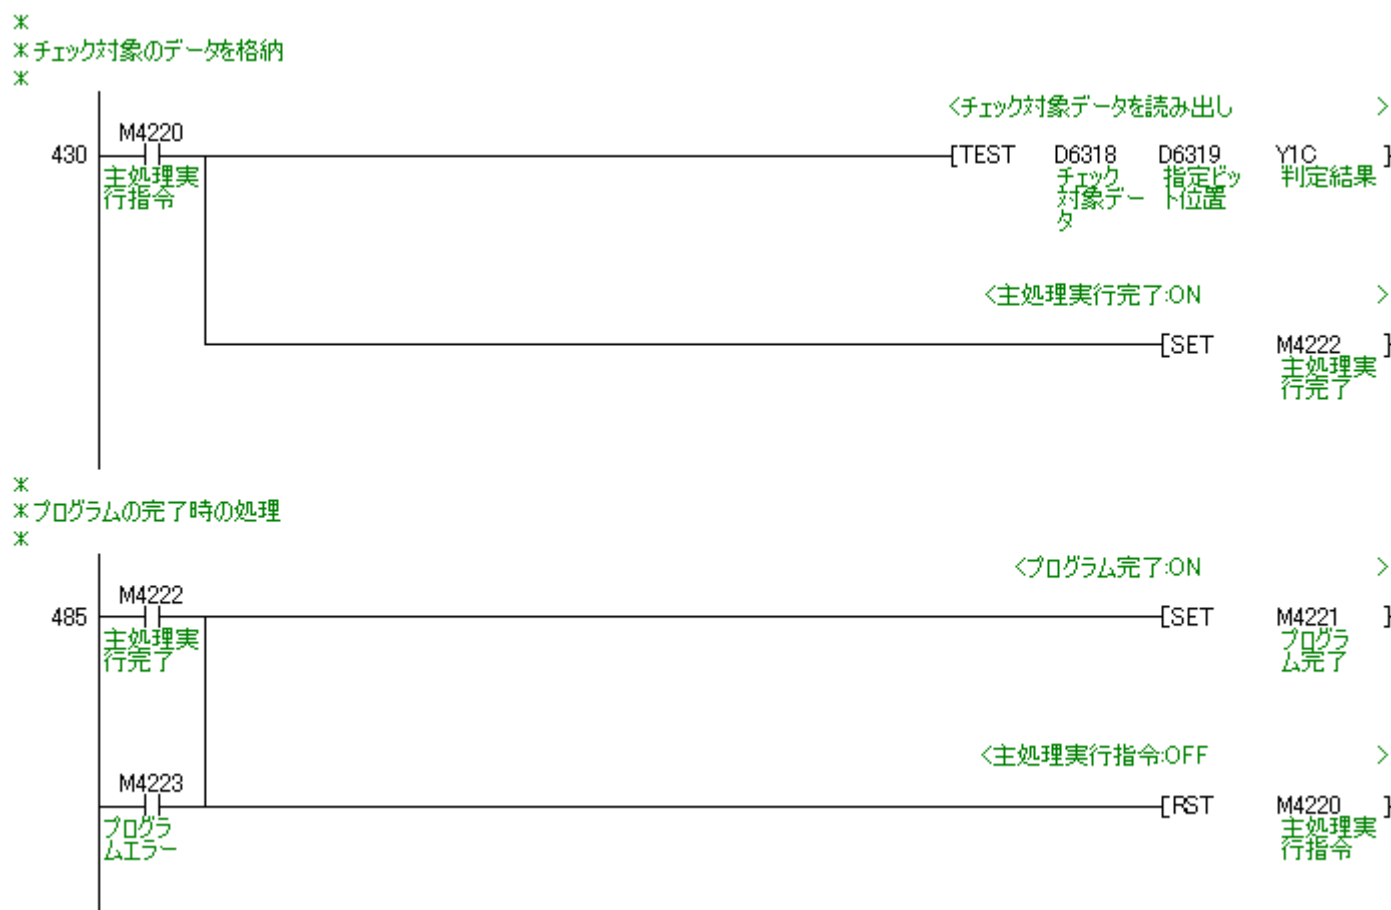 *
*チェック対象のデータを格納
*
<チェック対象データを読み出し >
M4220
430 [TEST D6318 D6319 Y1C ]
主処理実 チェック 指定ビッ 判定結果
行指令 対象デー ト位置
タ
<主処理実行完了:ON >
[SET M4222 ]
主処理実
行完了
*
*プログラムの完了時の処理
*
<プログラム完了:ON >
M4222
485 [SET M4221 ]
主処理実 プログラ
行完了 ム完了
<主処理実行指令:OFF >
M4223
[RST M4220 ]
プログラ 主処理実
ムエラー 行指令